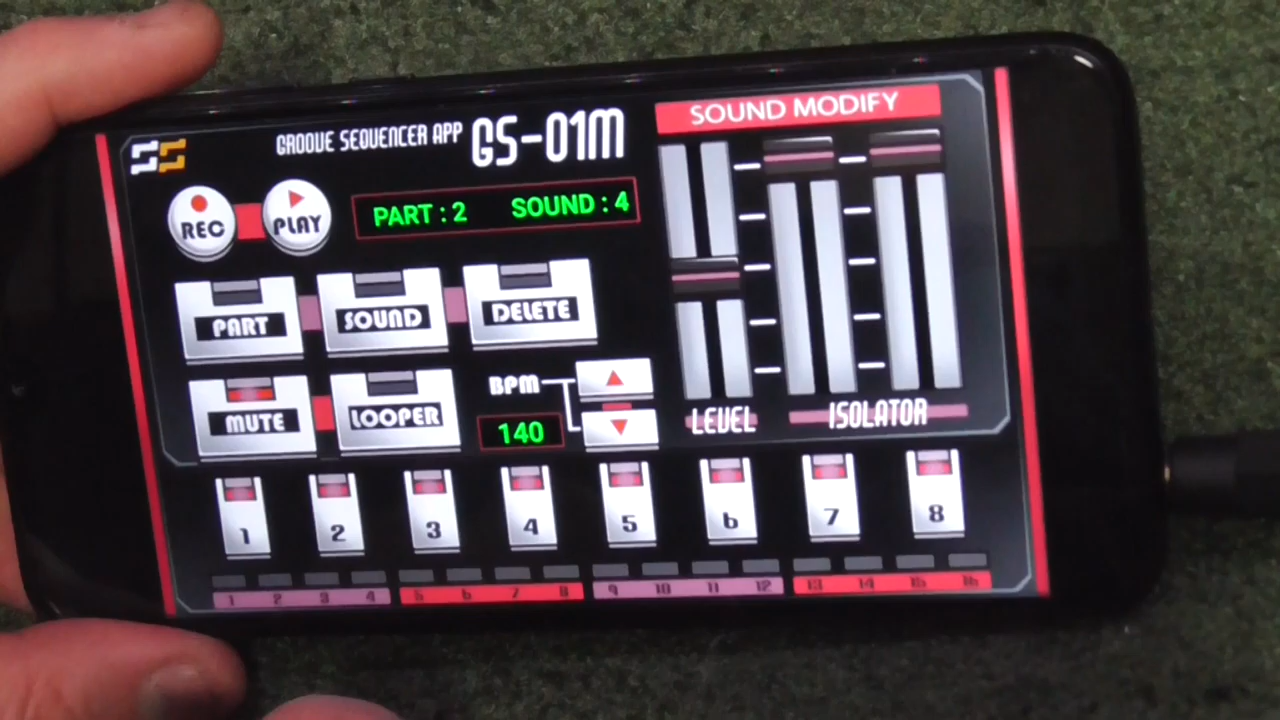 GROOVE SEQUENCER APP GS-01M
SOUND MODIFY
REC PLAY
PART : 2 SOUND : 4
PART SOUND DELETE
MUTE LOOPER
BPM
140
LEVEL ISOLATOR
1 2 3 4 5 6 7 8
1 2 3 4 5 6 7 8 9 10 11 12 13 14 15 16